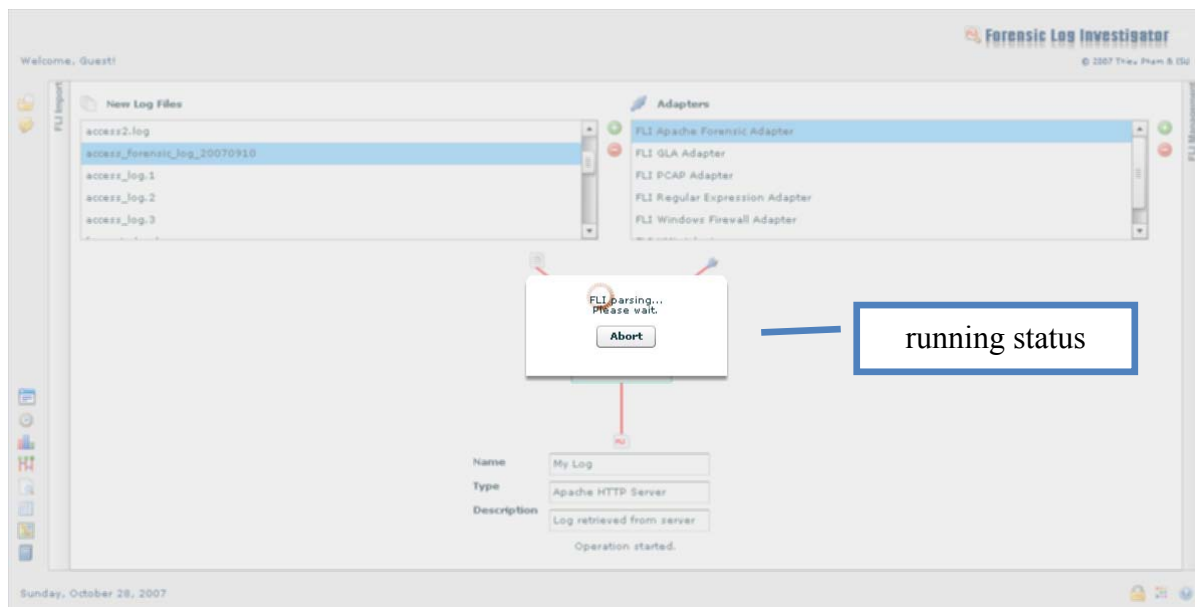 Forensic Log Investigator
Welcome, Guest!
© 2007 Thieu Pham & ISU
FLI Import
New Log Files
Adapters
FLI Management
access2.log
access_forensic_log_20070910
access_log.1
access_log.2
access_log.3
FLI Apache Forensic Adapter
FLI GLA Adapter
FLI PCAP Adapter
FLI Regular Expression Adapter
FLI Windows Firewall Adapter
FLI parsing...
Please wait.
Abort
running status
FLI
Name
My Log
Type
Apache HTTP Server
Description
Log retrieved from server
Operation started.
Sunday, October 28, 2007